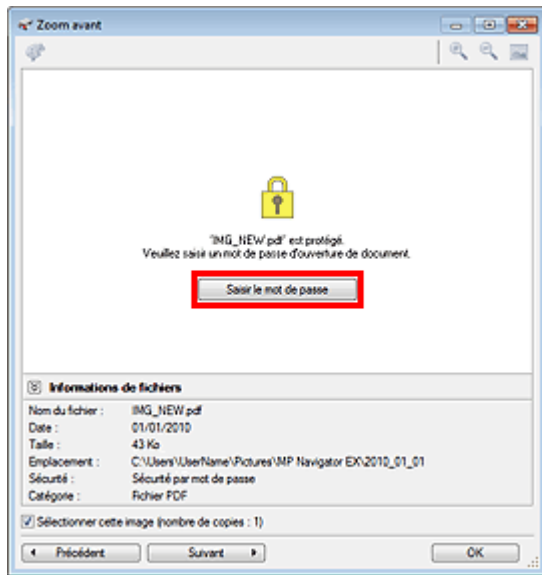 Zoom avant
"IMG_NEW.pdf" est protégé.
Veuillez saisir un mot de passe d'ouverture de document.
Saisir le mot de passe
Informations de fichiers
Nom du fichier : IMG_NEW.pdf
Date : 01/01/2010
Taille : 43 Ko
Emplacement : C:\Users\UserName\Pictures\MP Navigator EX\2010_01_01
Sécurité : Sécurité par mot de passe
Catégorie : Fichier PDF
Sélectionner cette image (nombre de copies : 1)
Précédent Suivant OK